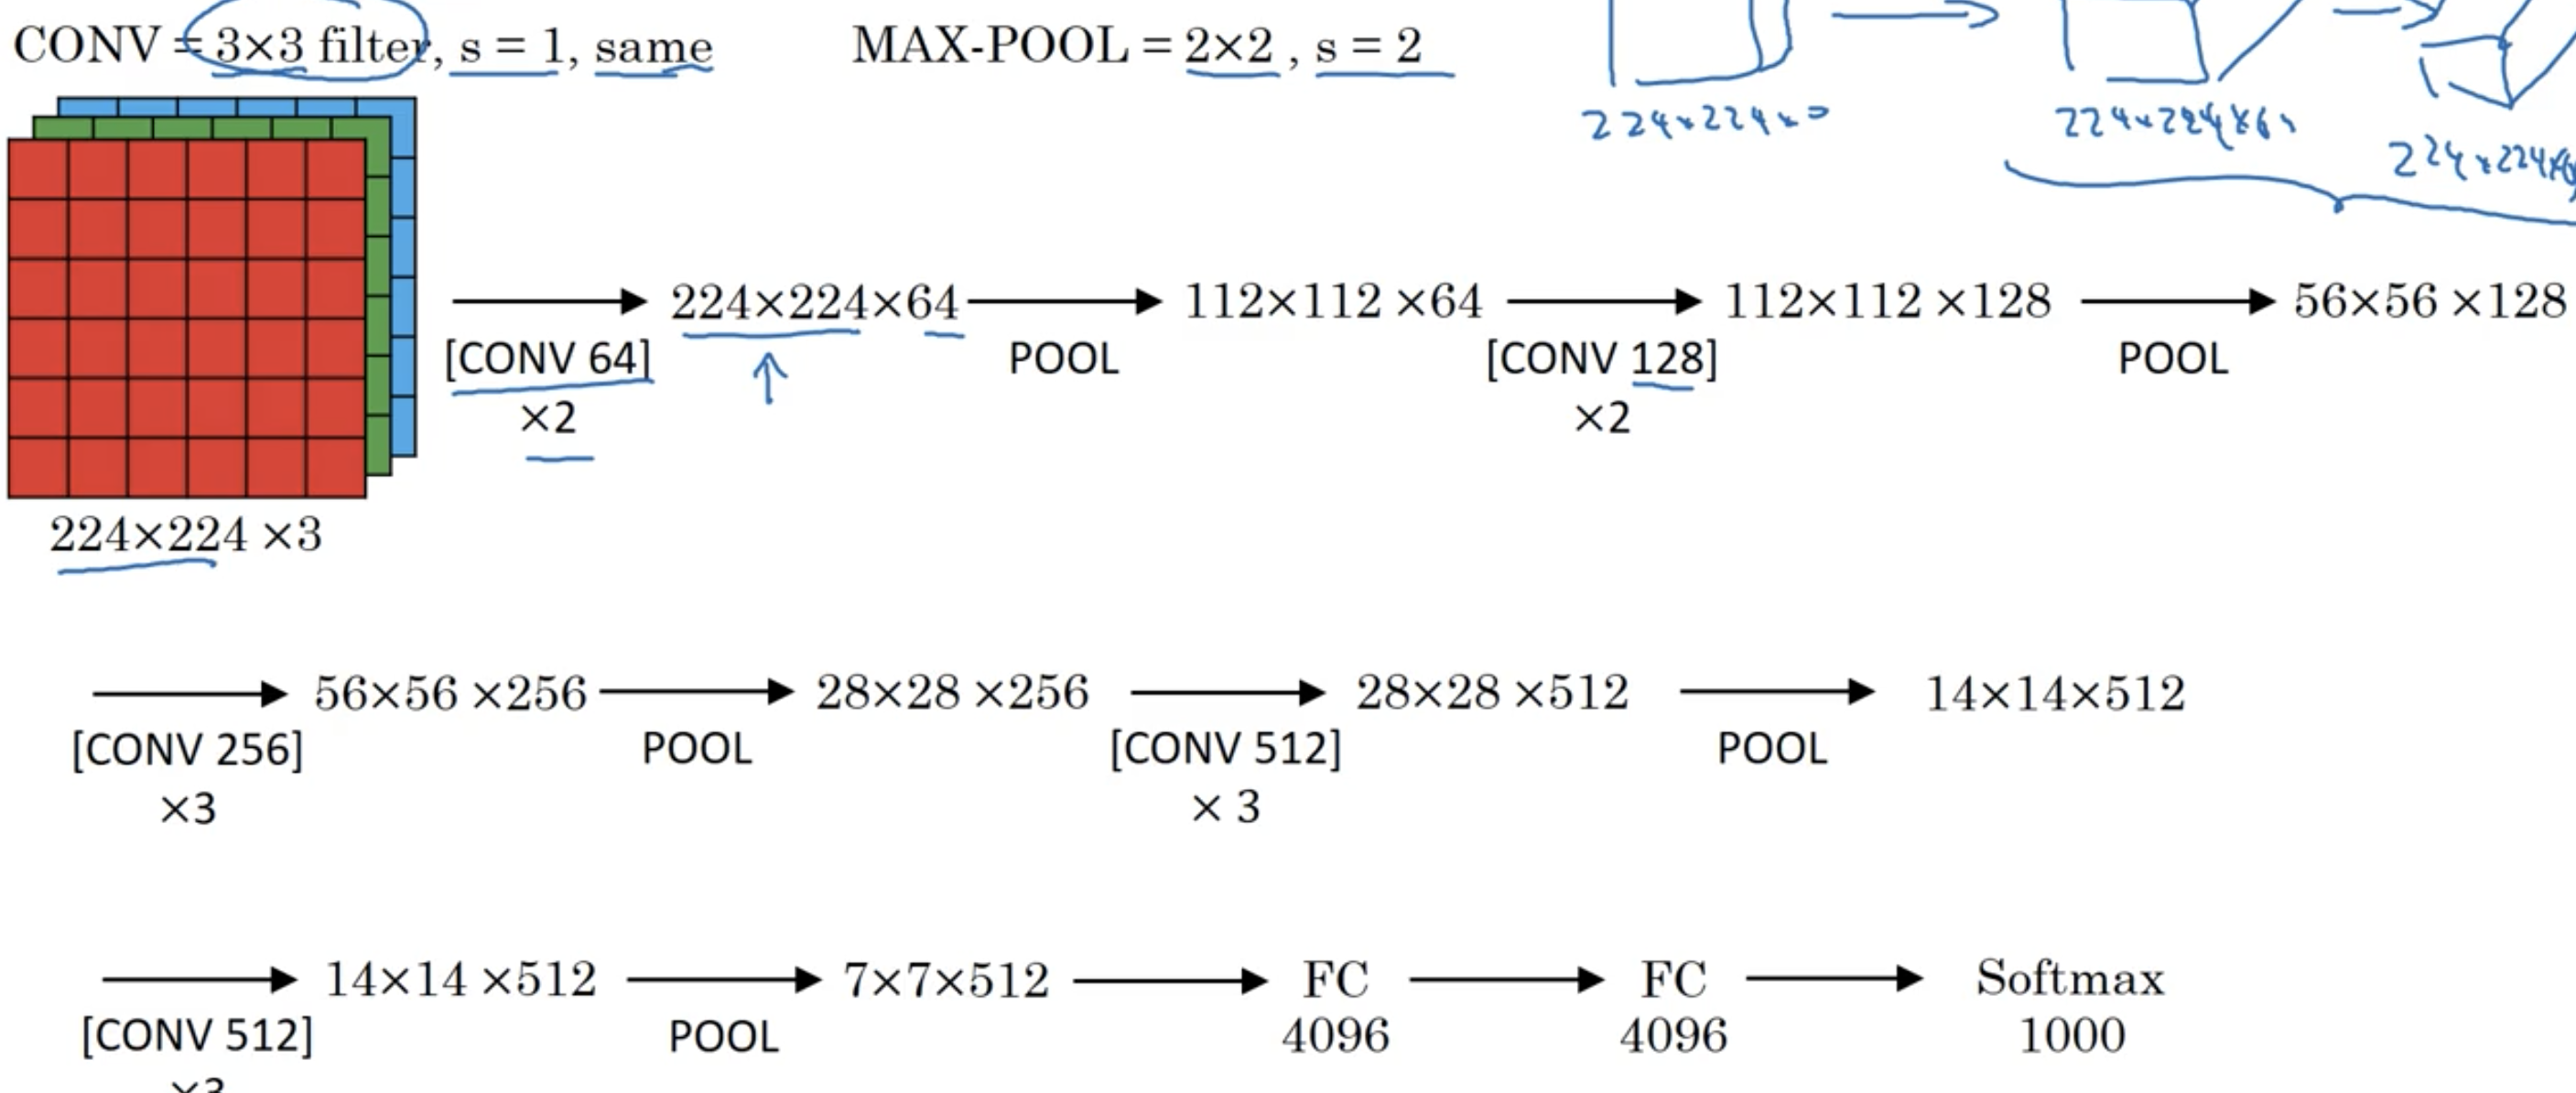 CONV = 3×3 filter, s = 1, same MAX-POOL = 2×2 , s = 2
224×224× 224×224×
224×224×
224×224×64 112×112 ×64 112×112 ×128 56×56 ×128
[CONV 64] POOL [CONV 128] POOL
×2 ×2
224×224 ×3
56×56 ×256 28×28 ×256 28×28 ×512 14×14×512
[CONV 256] POOL [CONV 512] POOL
×3 × 3
14×14 ×512 7×7×512 FC FC Softmax
[CONV 512] POOL 4096 4096 1000
×3